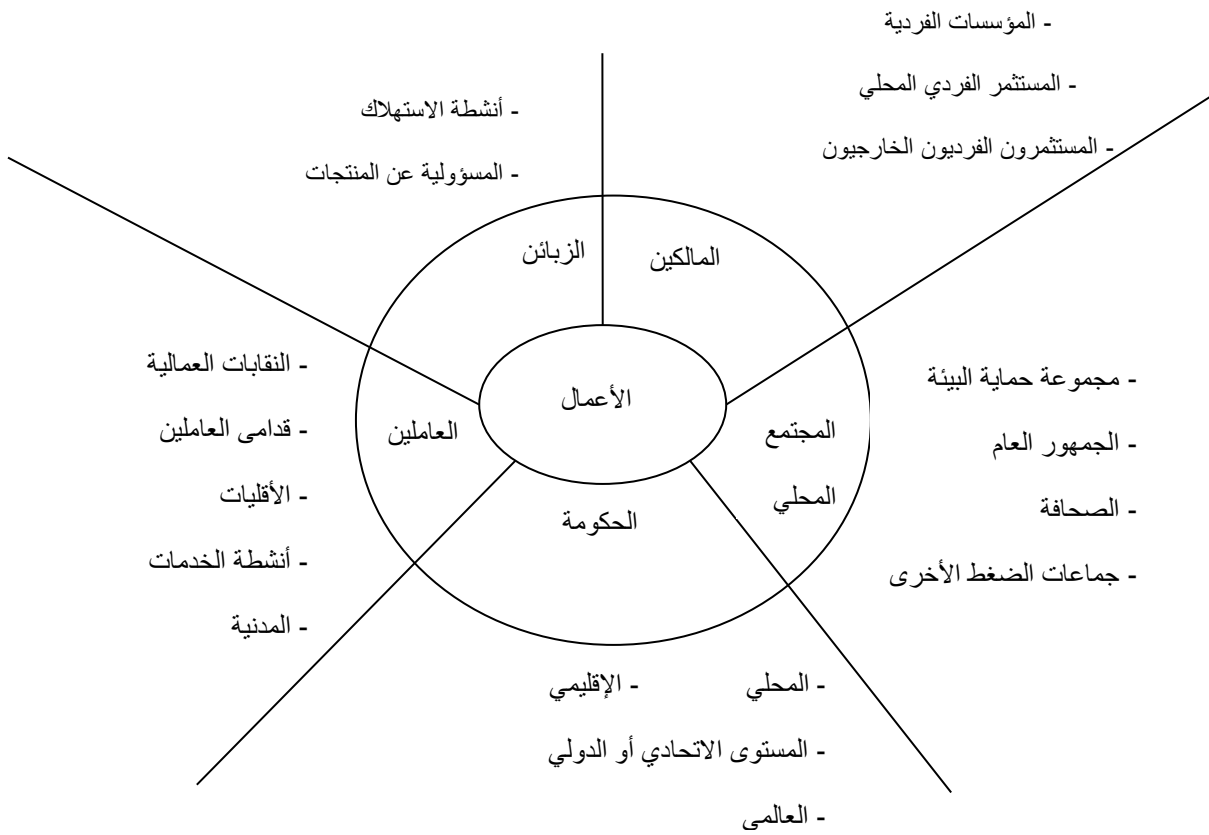 - المؤسسات الفردية
- المستثمر الفردي المحلي
- المستثمرون الفرديون الخارجيون
- أنشطة الاستهلاك
- المسؤولية عن المنتجات
المالكين
الزبائن
الأعمال
العاملين
المجتمع
المحلي
الحكومة
- مجموعة حماية البيئة
- الجمهور العام
- الصحافة
- جماعات الضغط الأخرى
- النقابات العمالية
- قدامى العاملين
- الأقليات
- أنشطة الخدمات
- المدنية
- المحلي - الإقليمي
- المستوى الاتحادي أو الدولي
- العالمي